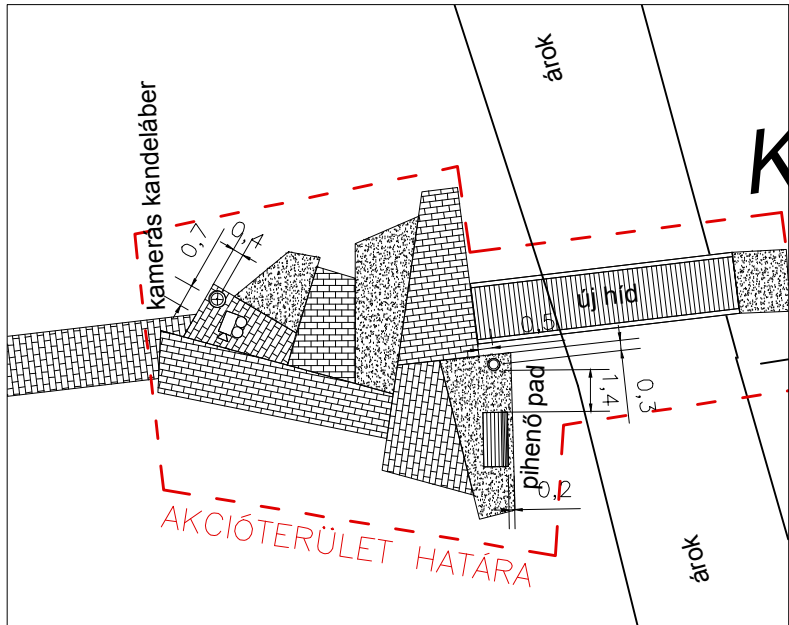 árok
kamerás kandeláber
K
0,7
0,4
új híd
0,5
0,3
1,4
pihenő pad
0,2
AKCIÓTERÜLET HATÁRA
árok